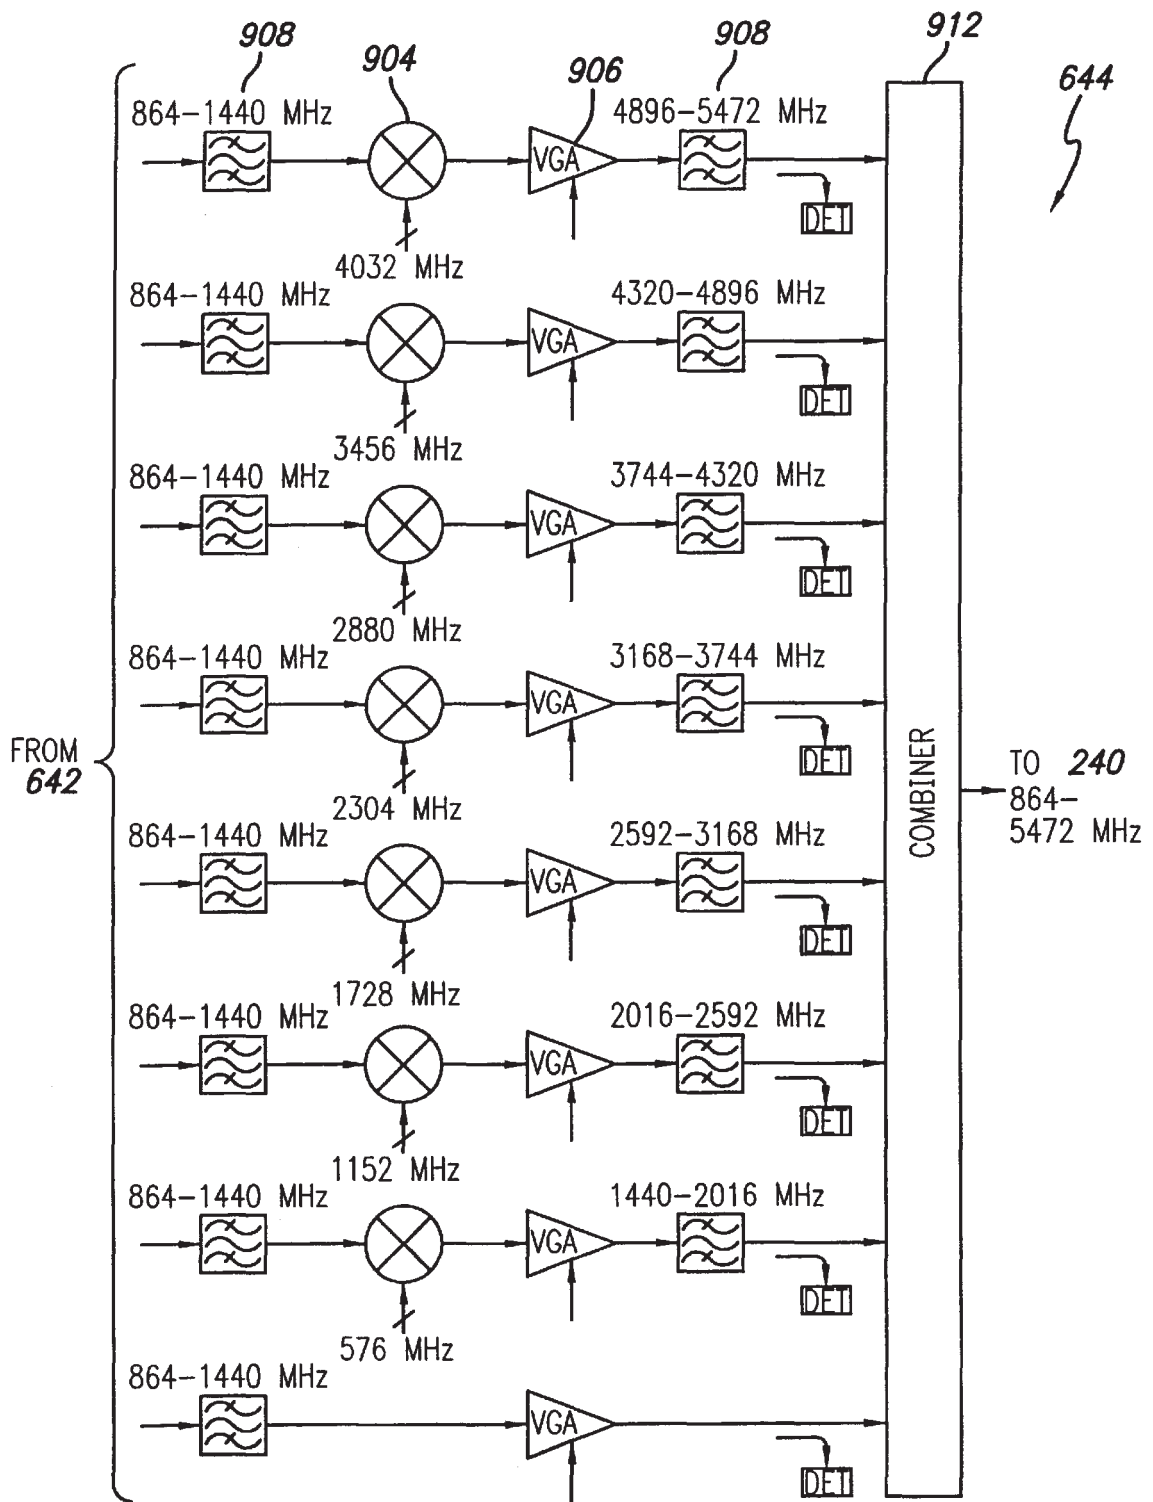 908
904
906
908
912
644
864-1440 MHz
4896-5472 MHz
VGA
DET
4032 MHz
864-1440 MHz
4320-4896 MHz
VGA
DET
3456 MHz
864-1440 MHz
3744-4320 MHz
VGA
DET
2880 MHz
864-1440 MHz
3168-3744 MHz
VGA
DET
2304 MHz
FROM
642
COMBINER
TO 240
864-
5472 MHz
864-1440 MHz
2592-3168 MHz
VGA
DET
1728 MHz
864-1440 MHz
2016-2592 MHz
VGA
DET
1152 MHz
864-1440 MHz
1440-2016 MHz
VGA
DET
576 MHz
864-1440 MHz
VGA
DET